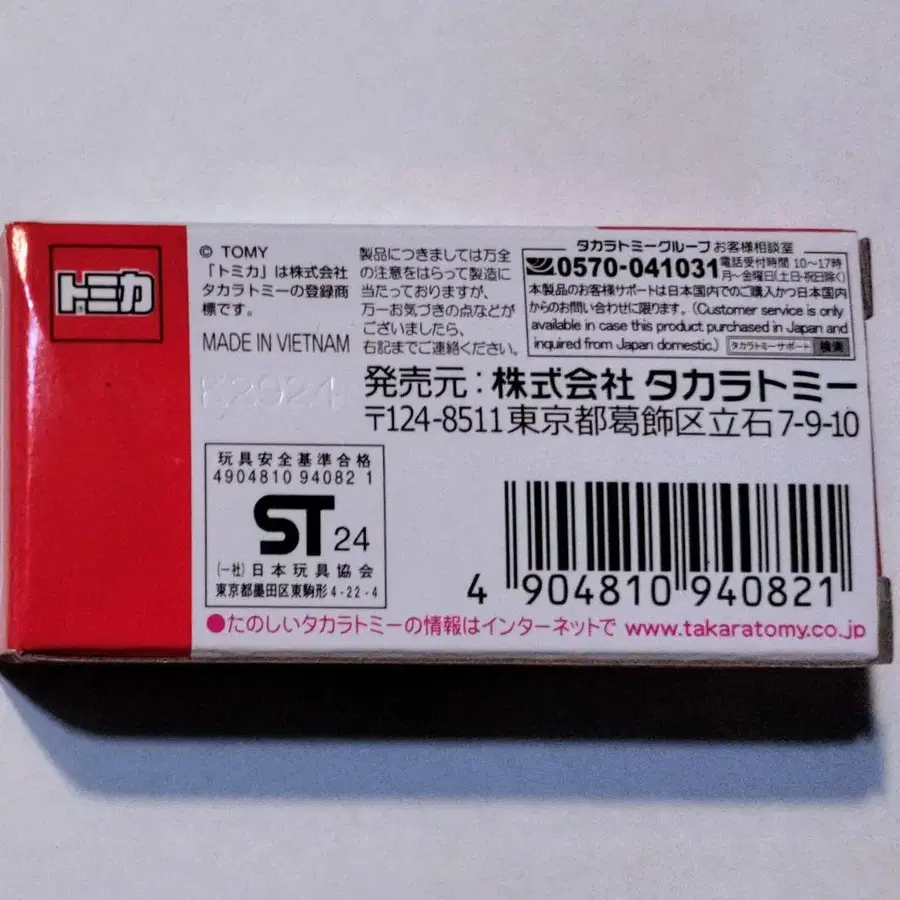 トミカ
© TOMY
「トミカ」は株式会社
タカラトミーの登録商
標です。
MADE IN VIETNAM
製品につきましては万全
の注意をはらって製造に
当たっておりますが、
万一お気づきの点などが
ございましたら、
右記までご連絡ください。
タカラトミーグループ お客様相談室
0570-041031 電話受付時間 10〜17時
月〜金曜日(土日・祝日除く)
本製品のお客様サポートは日本国内でのご購入かつ日本国内
からのお問い合わせに限ります。(Customer service is only
available in case this product purchased in Japan and
inquired from Japan domestic.) タカラトミーサポート 検索
発売元：株式会社 タカラトミー
〒124-8511 東京都葛飾区立石7-9-10
玩具安全基準合格
4904810 94082 1
ST 24
(一社)日本玩具協会
東京都墨田区東駒形4-22-4
4 904810 940821
●たのしいタカラトミーの情報はインターネットで www.takaratomy.co.jp